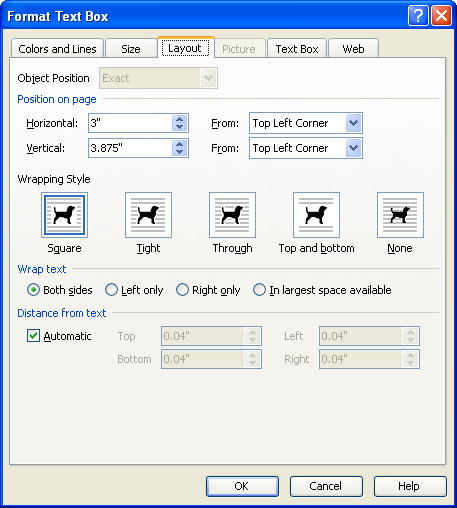 Format Text Box
Colors and Lines Size Layout Picture Text Box Web
Object Position Exact
Position on page
Horizontal: 3" From: Top Left Corner
Vertical: 3.875" From: Top Left Corner
Wrapping Style
Square Tight Through Top and bottom None
Wrap text
Both sides Left only Right only In largest space available
Distance from text
Automatic Top 0.04" Left 0.04"
Bottom 0.04" Right 0.04"
OK Cancel Help